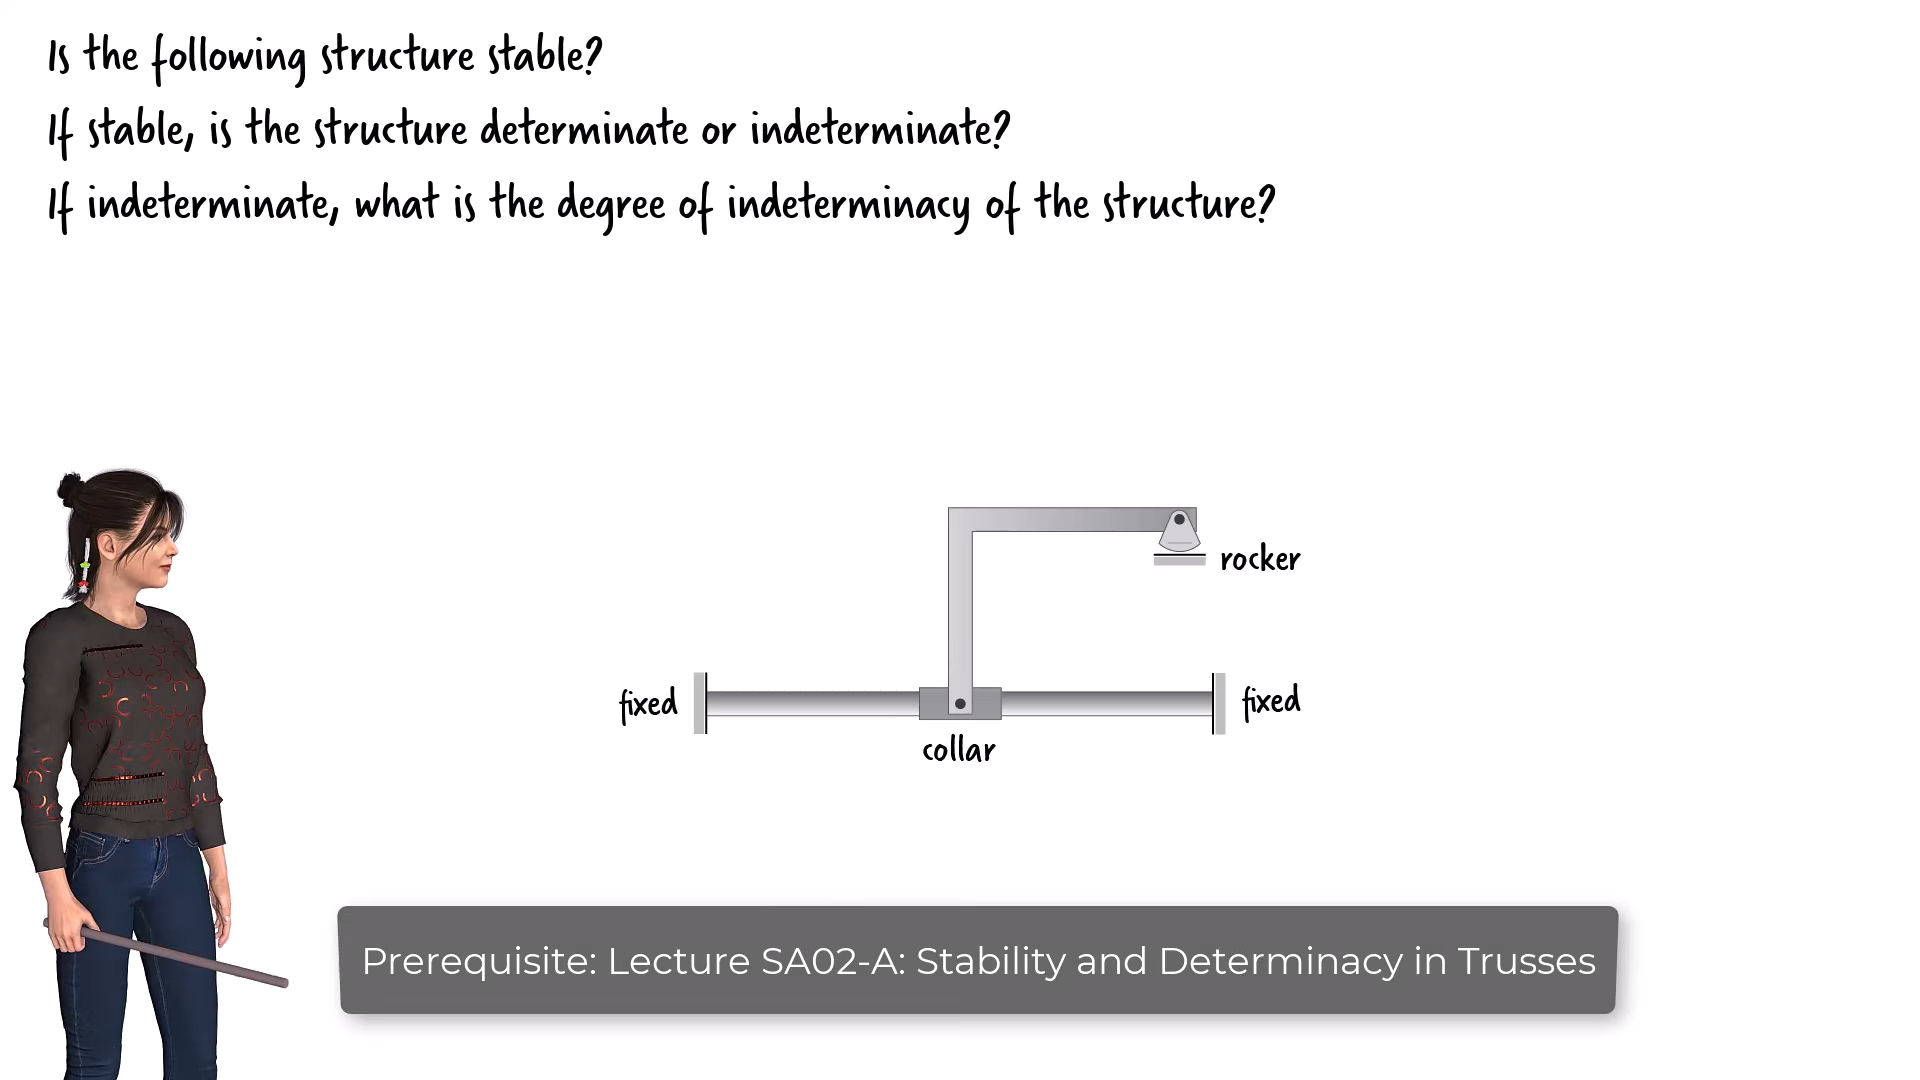 Is the following structure stable?
If stable, is the structure determinate or indeterminate?
If indeterminate, what is the degree of indeterminacy of the structure?
rocker
fixed
fixed
collar
Prerequisite: Lecture SA02-A: Stability and Determinacy in Trusses